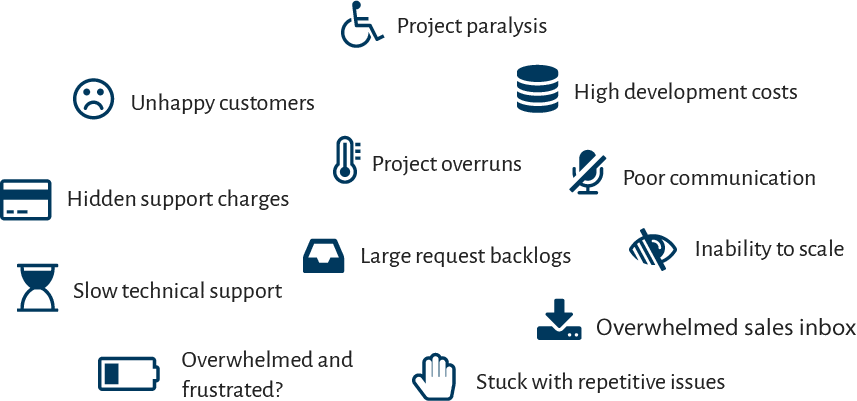 Project paralysis
Unhappy customers
High development costs
Project overruns
Poor communication
Hidden support charges
Large request backlogs
Inability to scale
Slow technical support
Overwhelmed sales inbox
Overwhelmed and
frustrated?
Stuck with repetitive issues